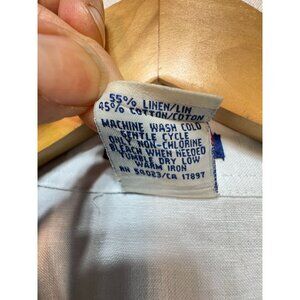 55% LINEN/LIN
45% COTTON/COTON
MACHINE WASH COLD
GENTLE CYCLE
ONLY NON-CHLORINE
BLEACH WHEN NEEDED
TUMBLE DRY LOW
WARM IRON
RN 59023/CA 17897